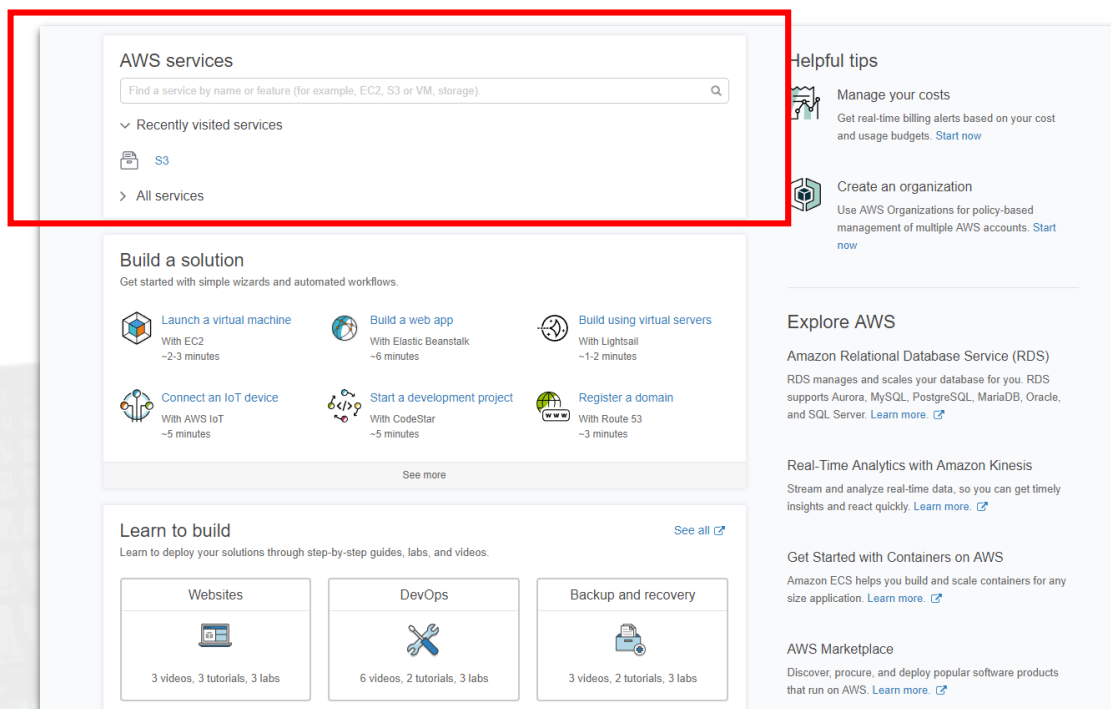 AWS services
Find a service by name or feature (for example, EC2, S3 or VM, storage).
Recently visited services
S3
All services
Build a solution
Get started with simple wizards and automated workflows.
Launch a virtual machine
With EC2
~2-3 minutes
Build a web app
With Elastic Beanstalk
~6 minutes
Build using virtual servers
With Lightsail
~1-2 minutes
Connect an IoT device
With AWS IoT
~5 minutes
Start a development project
With CodeStar
~5 minutes
Register a domain
With Route 53
~3 minutes
See more
Learn to build
See all
Learn to deploy your solutions through step-by-step guides, labs, and videos.
Websites
3 videos, 3 tutorials, 3 labs
DevOps
6 videos, 2 tutorials, 3 labs
Backup and recovery
3 videos, 2 tutorials, 3 labs
Helpful tips
Manage your costs
Get real-time billing alerts based on your cost
and usage budgets. Start now
Create an organization
Use AWS Organizations for policy-based
management of multiple AWS accounts. Start
now
Explore AWS
Amazon Relational Database Service (RDS)
RDS manages and scales your database for you. RDS
supports Aurora, MySQL, PostgreSQL, MariaDB, Oracle,
and SQL Server. Learn more.
Real-Time Analytics with Amazon Kinesis
Stream and analyze real-time data, so you can get timely
insights and react quickly. Learn more.
Get Started with Containers on AWS
Amazon ECS helps you build and scale containers for any
size application. Learn more.
AWS Marketplace
Discover, procure, and deploy popular software products
that run on AWS. Learn more.